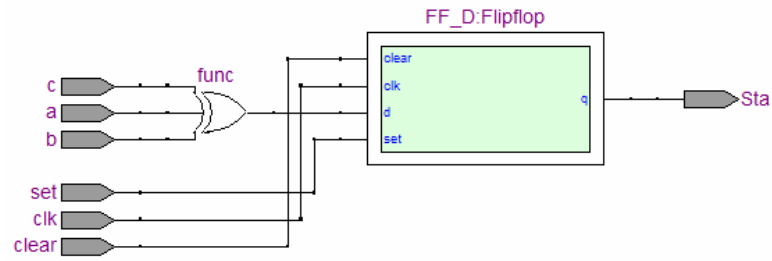 FF_D:Flipflop
c
func
a
b
clear
clk
d
set
q
Sta
set
clk
clear